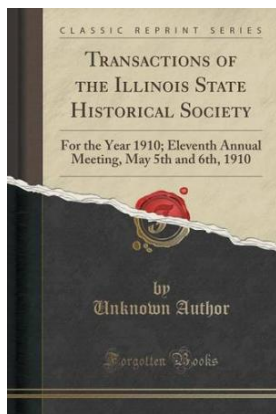 CLASSIC REPRINT SERIES
TRANSACTIONS OF
THE ILLINOIS STATE
HISTORICAL SOCIETY
For the Year 1910; Eleventh Annual
Meeting, May 5th and 6th, 1910
by
Unknown Author
Forgotten Books